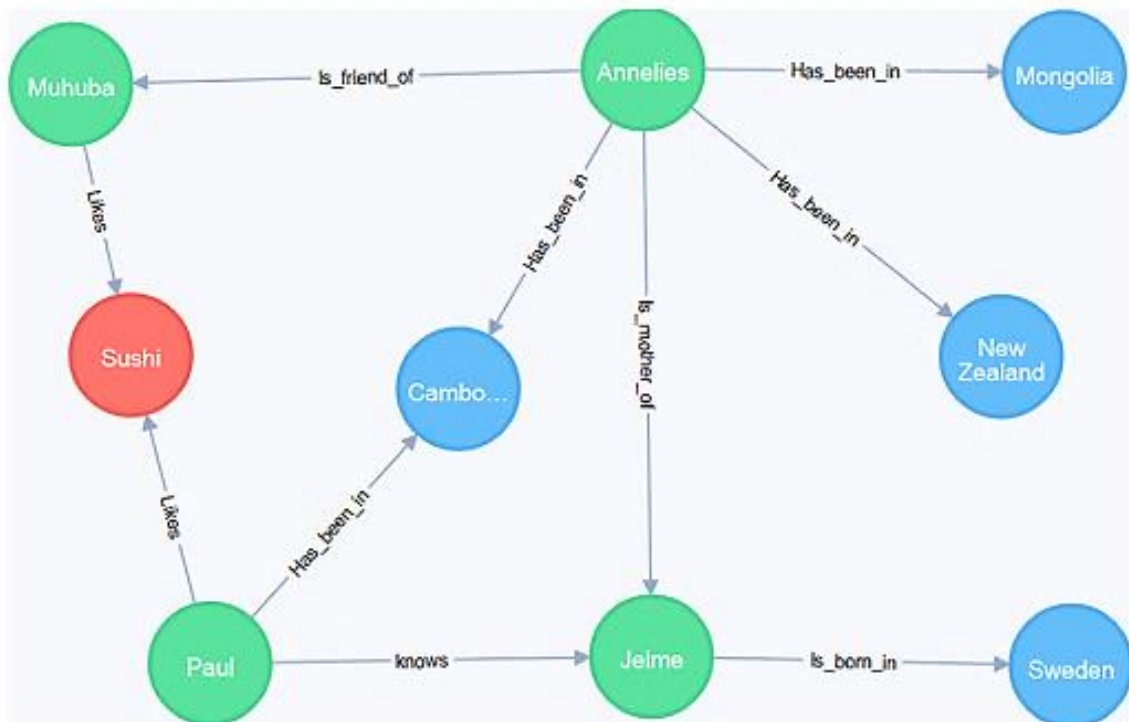 Muhuba
Is_friend_of
Annelies
Has_been_in
Mongolia
Likes
Has_been_in
Has_been_in
Is_mother_of
Sushi
Cambo...
New
Zealand
Likes
Has_been_in
Paul
knows
Jelme
Is_born_in
Sweden